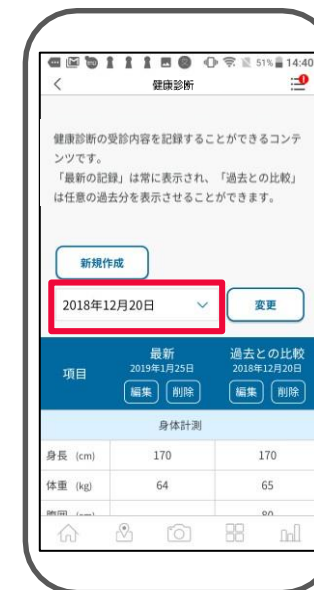 51% 14:40
健康診断
健康診断の受診内容を記録することができるコンテ
ンツです。
「最新の記録」は常に表示され、「過去との比較」
は任意の過去分を表示させることができます。
新規作成
2018年12月20日
変更
項目 最新 過去との比較
2019年1月25日 2018年12月20日
編集 削除 編集 削除
身体計測
身長 (cm) 170 170
体重 (kg) 64 65